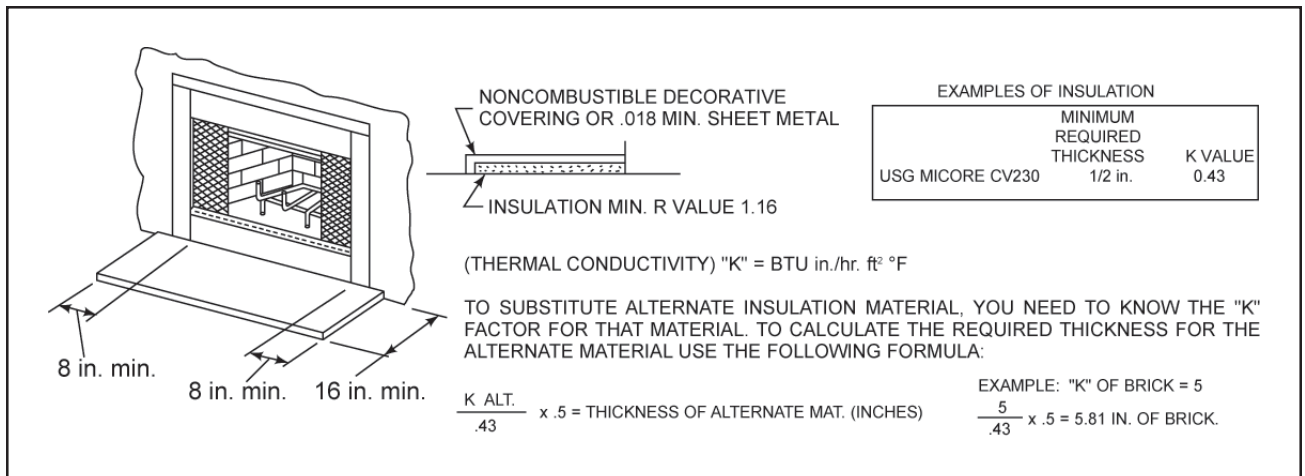 NONCOMBUSTIBLE DECORATIVE
COVERING OR .018 MIN. SHEET METAL
INSULATION MIN. R VALUE 1.16
EXAMPLES OF INSULATION
MINIMUM
REQUIRED
THICKNESS K VALUE
USG MICORE CV230 1/2 in. 0.43
(THERMAL CONDUCTIVITY) "K" = BTU in./hr. ft² °F
TO SUBSTITUTE ALTERNATE INSULATION MATERIAL, YOU NEED TO KNOW THE "K"
FACTOR FOR THAT MATERIAL. TO CALCULATE THE REQUIRED THICKNESS FOR THE
ALTERNATE MATERIAL USE THE FOLLOWING FORMULA:
8 in. min.
8 in. min.
16 in. min.
K ALT.
.43
x .5 = THICKNESS OF ALTERNATE MAT. (INCHES)
EXAMPLE: "K" OF BRICK = 5
5
.43
x .5 = 5.81 IN. OF BRICK.